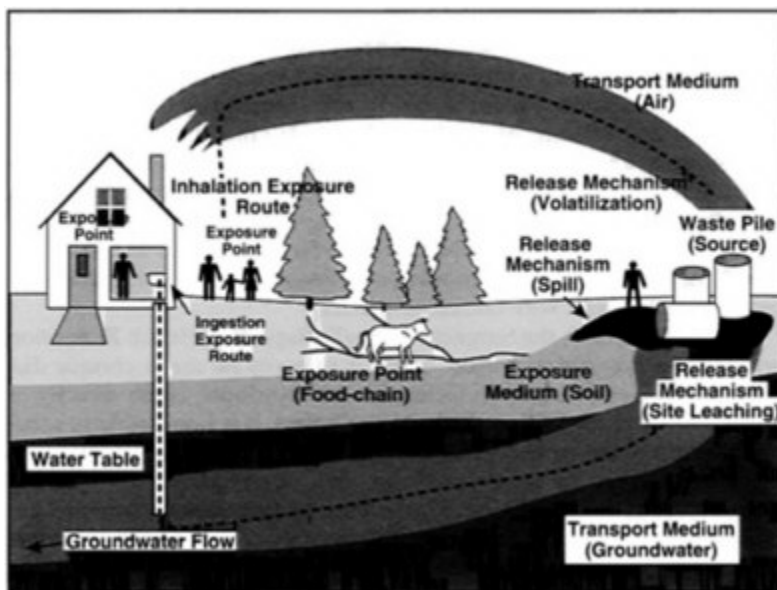 Transport Medium
(Air)
Inhalation Exposure
Route
Release Mechanism
(Volatilization)
Waste Pile
(Source)
Exposure
Point
Exposure
Point
Release
Mechanism
(Spill)
Ingestion
Exposure
Route
Exposure Point
(Food-chain)
Exposure
Medium (Soil)
Release
Mechanism
(Site Leaching)
Water Table
Groundwater Flow
Transport Medium
(Groundwater)